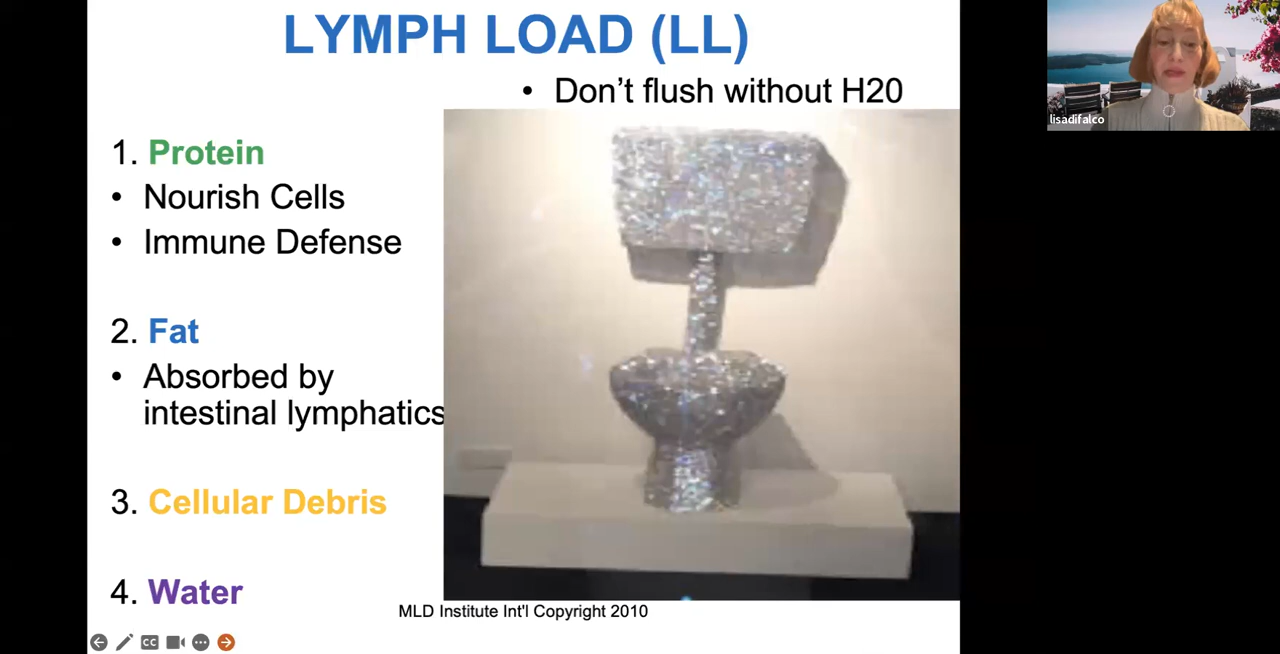 LYMPH LOAD (LL)
• Don’t flush without H20
1. Protein
• Nourish Cells
• Immune Defense
2. Fat
• Absorbed by
intestinal lymphatics
3. Cellular Debris
4. Water
MLD Institute Int'l Copyright 2010
CC
lisadifalco